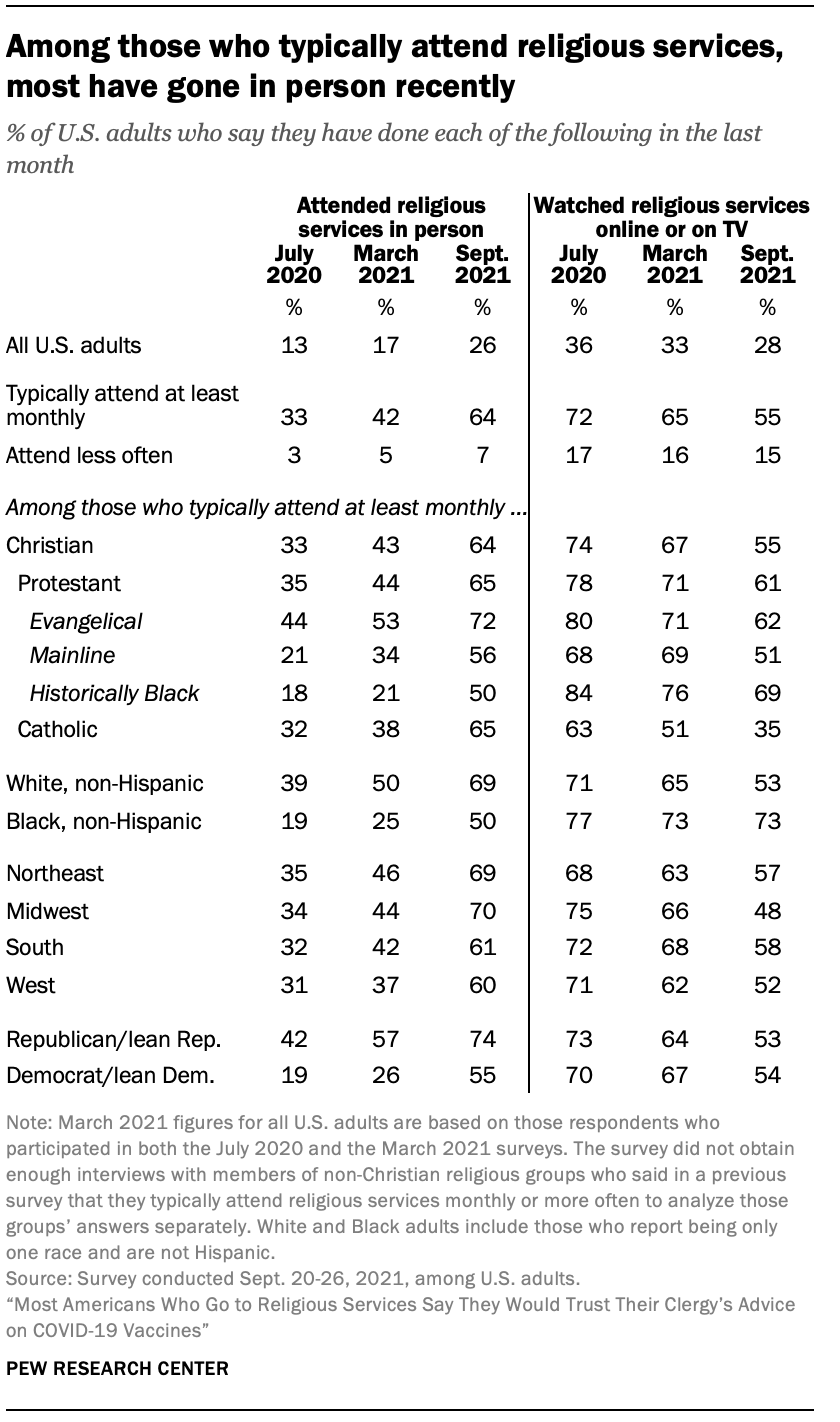 Among those who typically attend religious services,
most have gone in person recently
% of U.S. adults who say they have done each of the following in the last
month
Attended religious services in person
Watched religious services online or on TV
July 2020 March 2021 Sept. 2021 July 2020 March 2021 Sept. 2021
% % % % % %
All U.S. adults 13 17 26 36 33 28
Typically attend at least
monthly 33 42 64 72 65 55
Attend less often 3 5 7 17 16 15
Among those who typically attend at least monthly ...
Christian 33 43 64 74 67 55
Protestant 35 44 65 78 71 61
Evangelical 44 53 72 80 71 62
Mainline 21 34 56 68 69 51
Historically Black 18 21 50 84 76 69
Catholic 32 38 65 63 51 35
White, non-Hispanic 39 50 69 71 65 53
Black, non-Hispanic 19 25 50 77 73 73
Northeast 35 46 69 68 63 57
Midwest 34 44 70 75 66 48
South 32 42 61 72 68 58
West 31 37 60 71 62 52
Republican/lean Rep. 42 57 74 73 64 53
Democrat/lean Dem. 19 26 55 70 67 54
Note: March 2021 figures for all U.S. adults are based on those respondents who
participated in both the July 2020 and the March 2021 surveys. The survey did not obtain
enough interviews with members of non-Christian religious groups who said in a previous
survey that they typically attend religious services monthly or more often to analyze those
groups’ answers separately. White and Black adults include those who report being only
one race and are not Hispanic.
Source: Survey conducted Sept. 20-26, 2021, among U.S. adults.
“Most Americans Who Go to Religious Services Say They Would Trust Their Clergy’s Advice
on COVID-19 Vaccines”
PEW RESEARCH CENTER